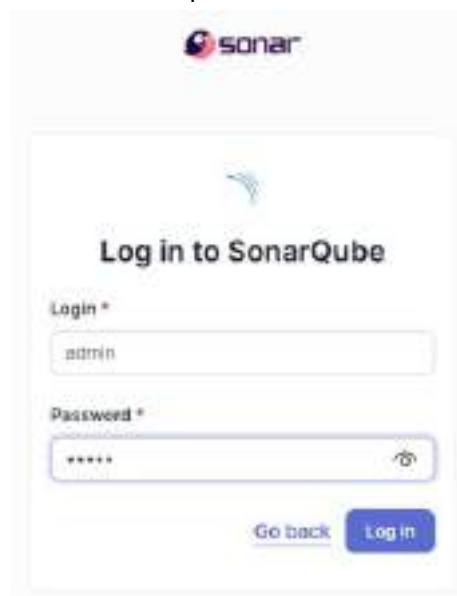 sonar
Log in to SonarQube
Login *
admin
Password *
•••••
Go back Log in